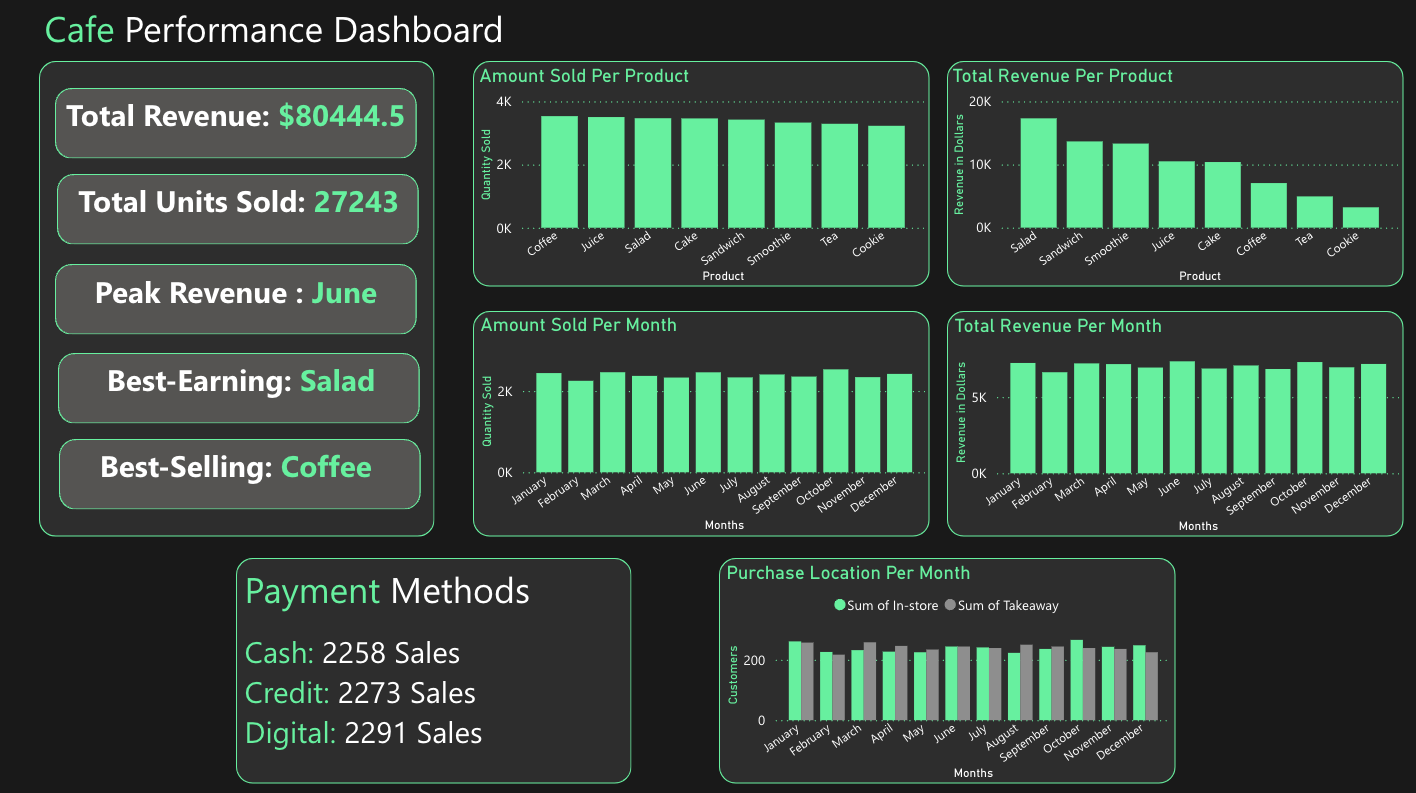 Cafe Performance Dashboard
Total Revenue: $80444.5
Total Units Sold: 27243
Peak Revenue : June
Best-Earning: Salad
Best-Selling: Coffee
Amount Sold Per Product
Quantity Sold
4K
2K
0K
Coffee
Juice
Salad
Cake
Sandwich
Smoothie
Tea
Cookie
Product
Total Revenue Per Product
Revenue in Dollars
20K
10K
0K
Salad
Sandwich
Smoothie
Juice
Cake
Coffee
Tea
Cookie
Product
Amount Sold Per Month
Quantity Sold
2K
0K
January
February
March
April
May
June
July
August
September
October
November
December
Months
Total Revenue Per Month
Revenue in Dollars
5K
0K
January
February
March
April
May
June
July
August
September
October
November
December
Months
Payment Methods
Cash: 2258 Sales
Credit: 2273 Sales
Digital: 2291 Sales
Purchase Location Per Month
Sum of In-store Sum of Takeaway
Customers
200
0
January
February
March
April
May
June
July
August
September
October
November
December
Months